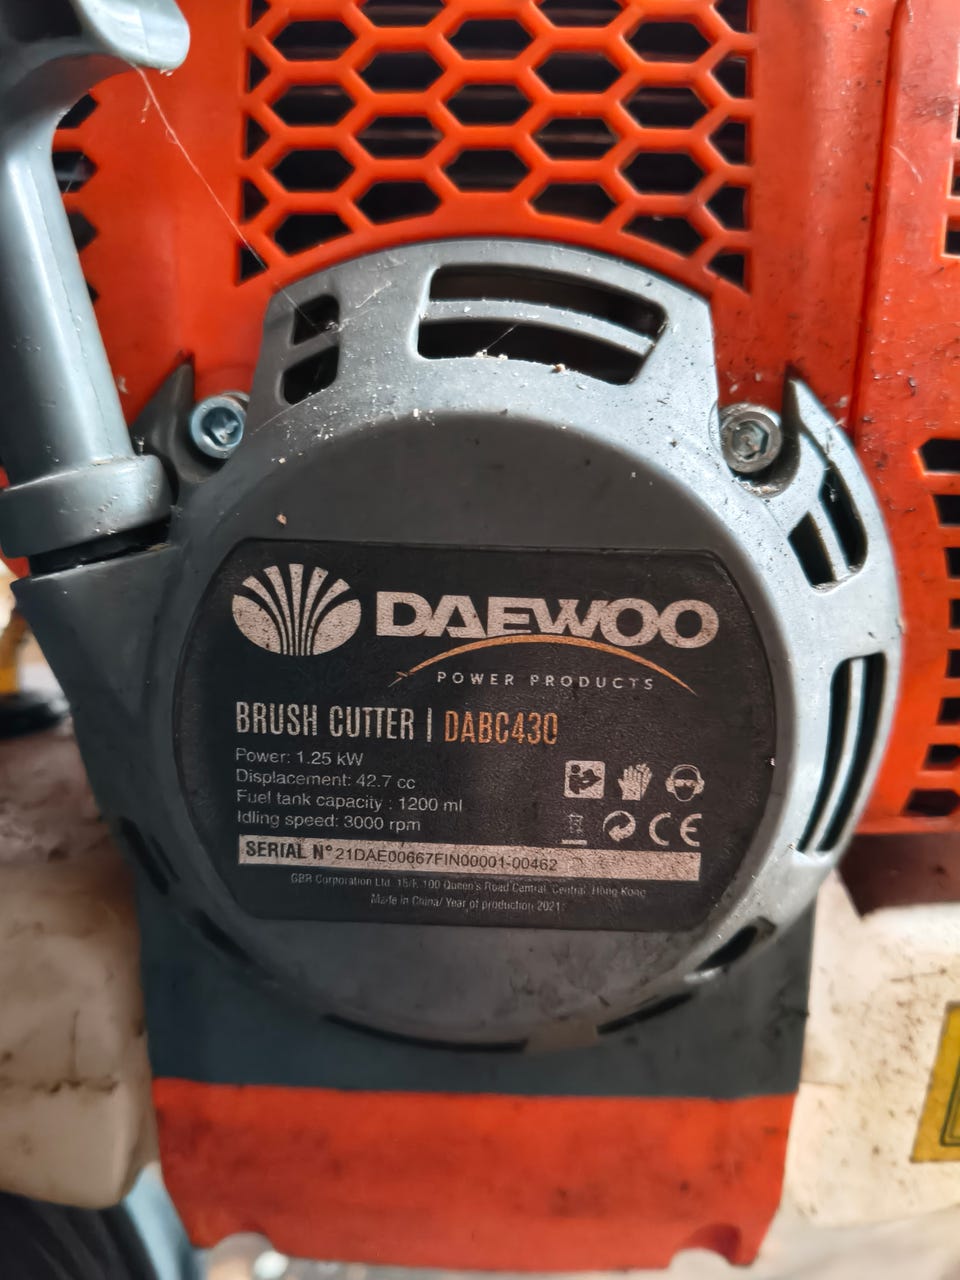 DAEWOO
POWER PRODUCTS
BRUSH CUTTER | DABC430
Power: 1.25 kW
Displacement: 42.7 cc
Fuel tank capacity : 1200 ml
Idling speed: 3000 rpm
CE
SERIAL N° 21DAE00667FIN00001-00462
GBR Corporation Ltd. 15/F, 100 Queen's Road Central, Central, Hong Kong
Made in China/ Year of production 2021